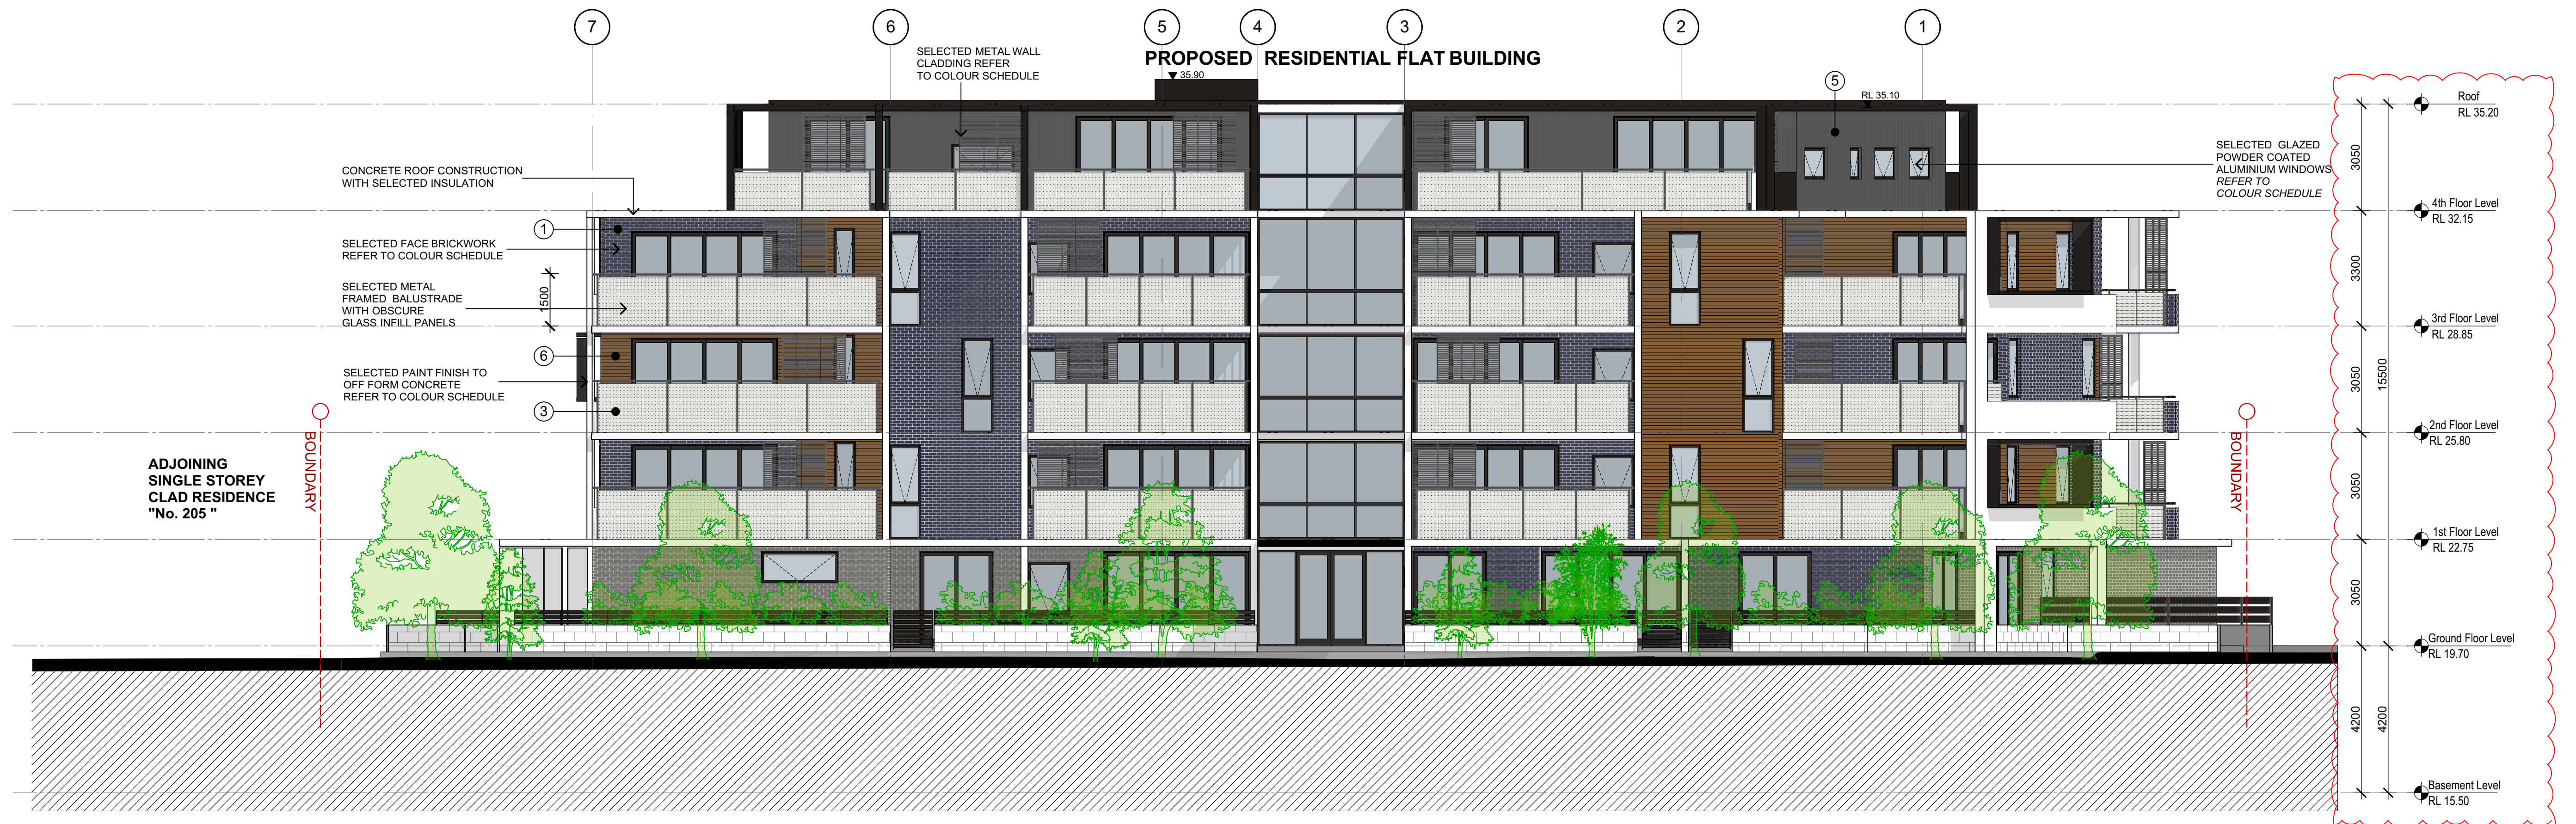 7
6
5
4
3
2
1
PROPOSED RESIDENTIAL FLAT BUILDING
SELECTED METAL WALL
CLADDING REFER
TO COLOUR SCHEDULE
35.90
5
RL 35.10
Roof
RL 35.20
SELECTED GLAZED
POWDER COATED
ALUMINIUM WINDOWS
REFER TO
COLOUR SCHEDULE
3050
CONCRETE ROOF CONSTRUCTION
WITH SELECTED INSULATION
4th Floor Level
RL 32.15
1
SELECTED FACE BRICKWORK
REFER TO COLOUR SCHEDULE
3300
SELECTED METAL
FRAMED BALUSTRADE
WITH OBSCURE
GLASS INFILL PANELS
1500
3rd Floor Level
RL 28.85
6
SELECTED PAINT FINISH TO
OFF FORM CONCRETE
REFER TO COLOUR SCHEDULE
3
3050
15500
BOUNDARY
BOUNDARY
2nd Floor Level
RL 25.80
ADJOINING
SINGLE STOREY
CLAD RESIDENCE
"No. 205 "
3050
1st Floor Level
RL 22.75
3050
Ground Floor Level
RL 19.70
4200
4200
Basement Level
RL 15.50